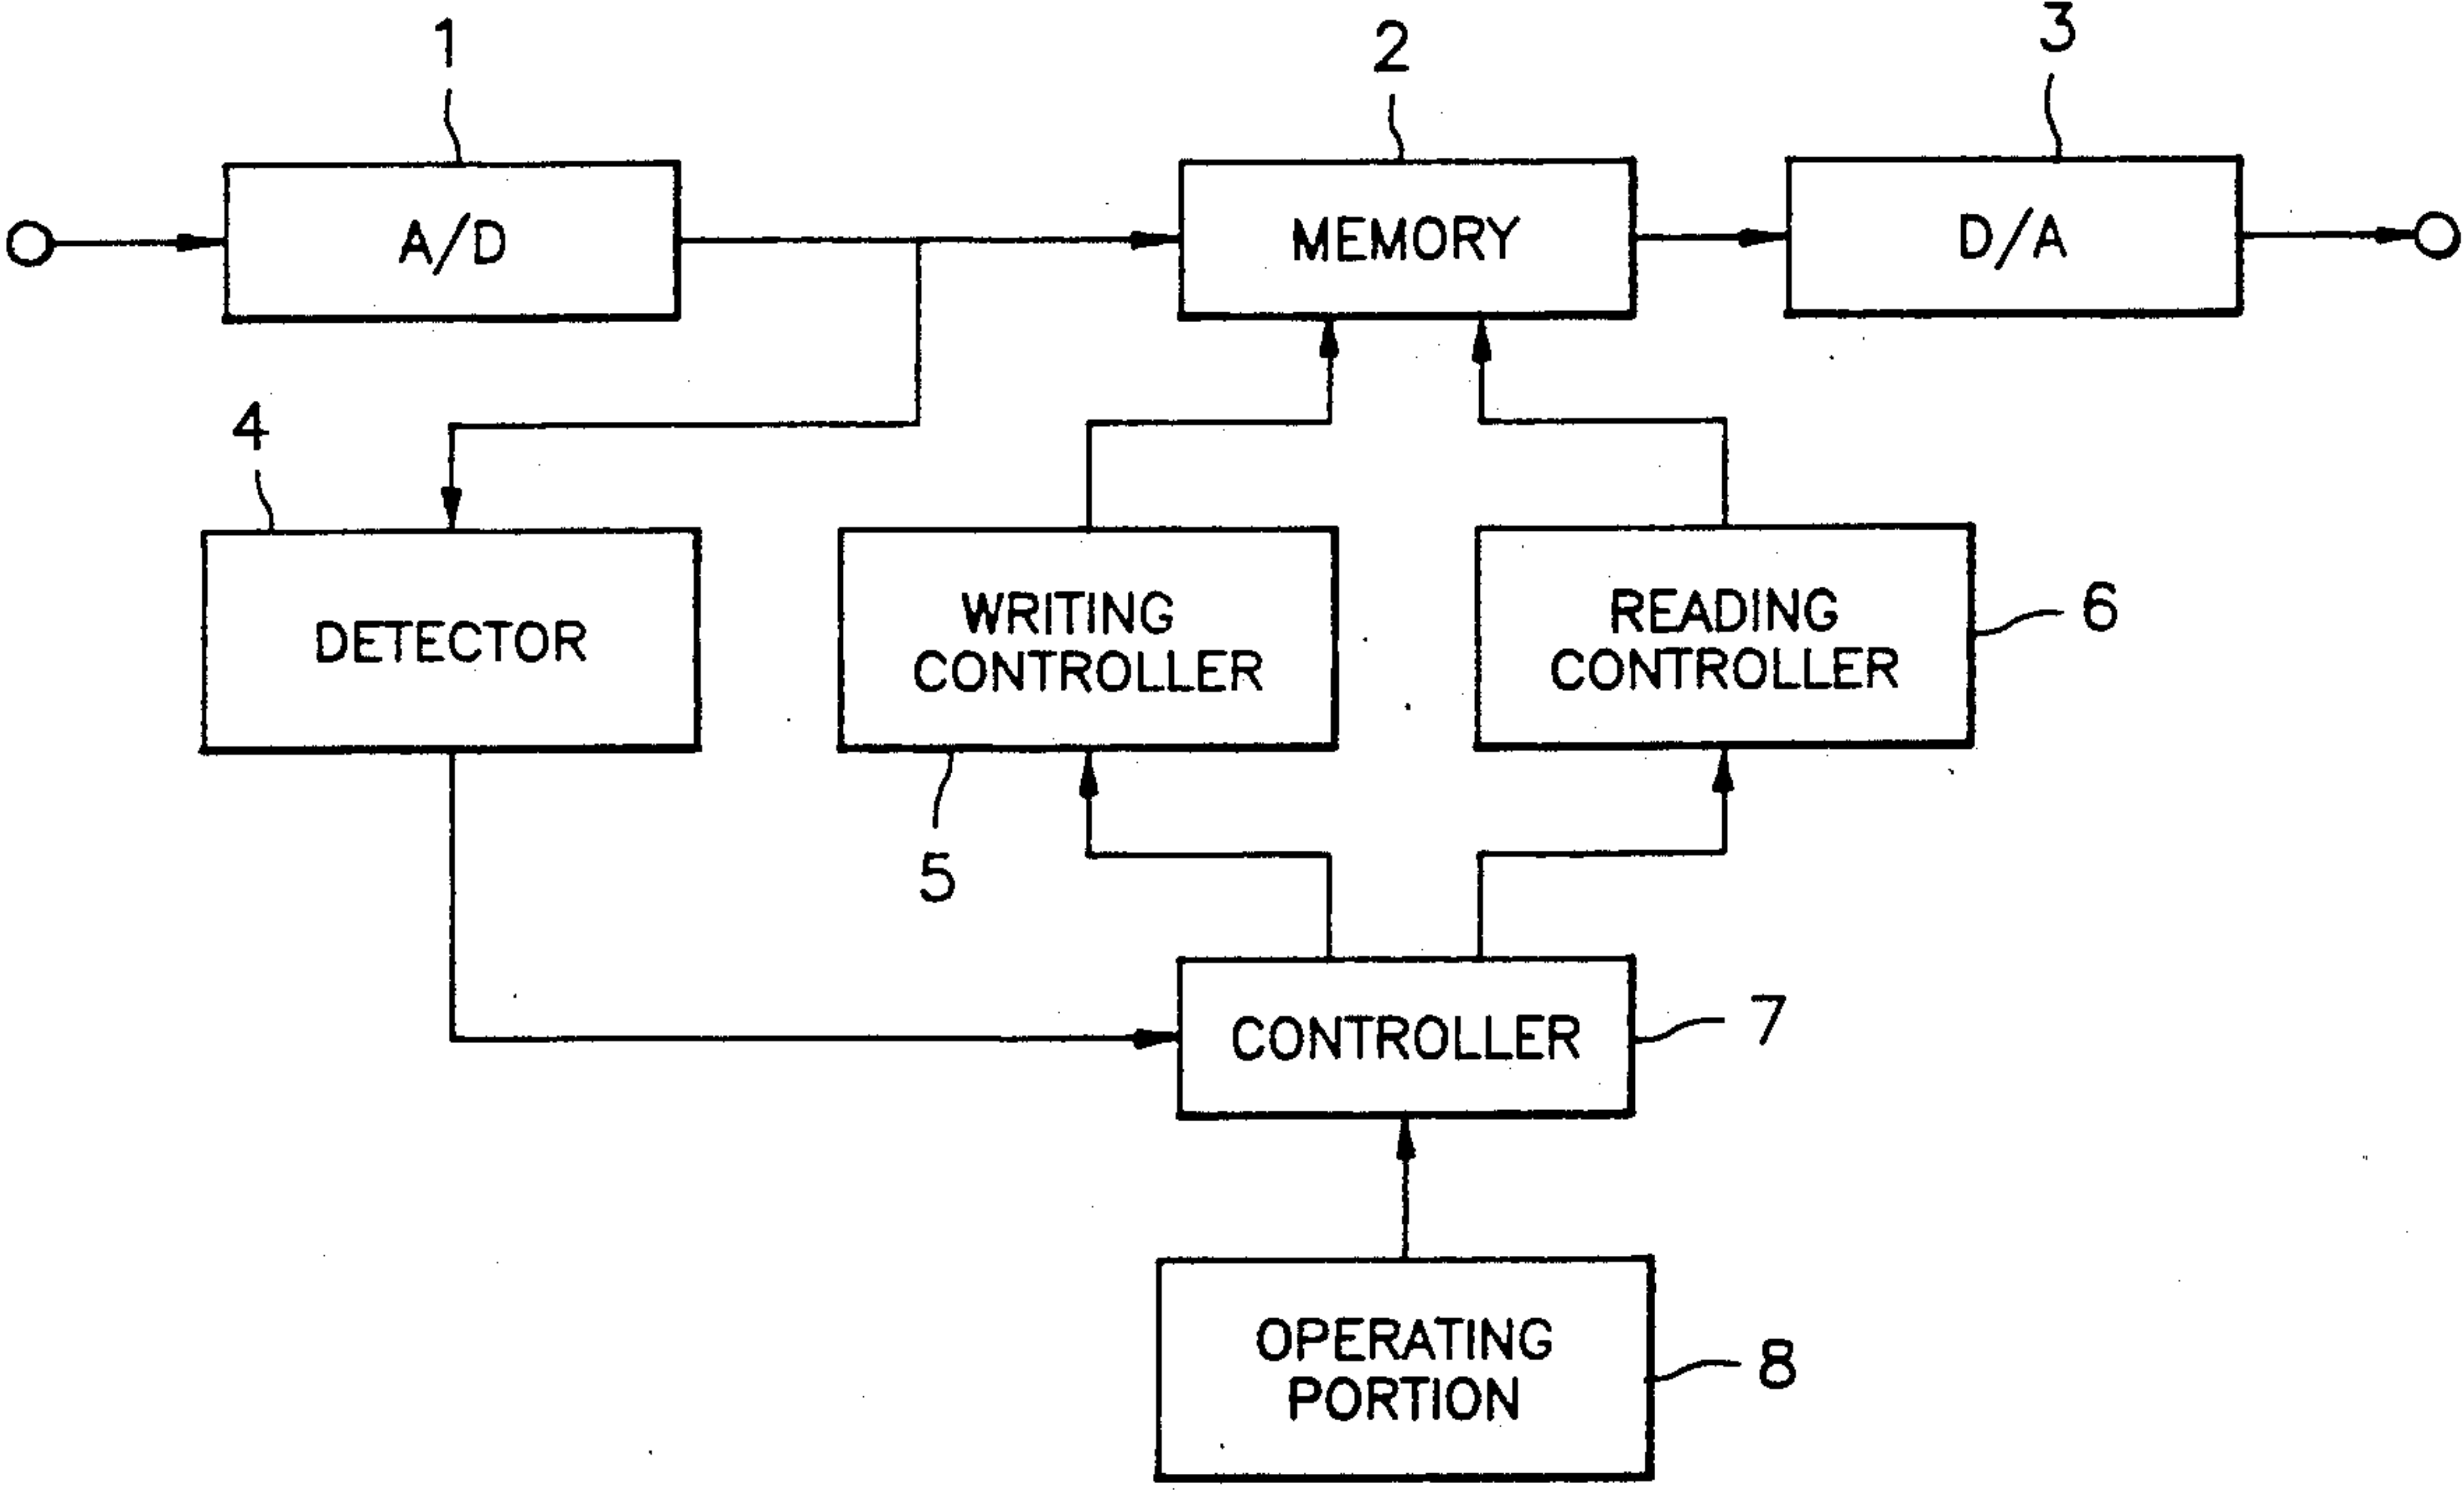 1
2
3
A/D
MEMORY
D/A
4
DETECTOR
WRITING
CONTROLLER
READING
CONTROLLER
6
5
CONTROLLER
7
OPERATING
PORTION
8